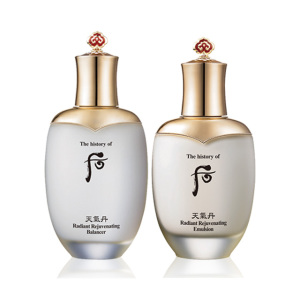 The history of
后
天氣丹
Radiant Rejuvenating
Balancer
The history of
后
天氣丹
Radiant Rejuvenating
Emulsion